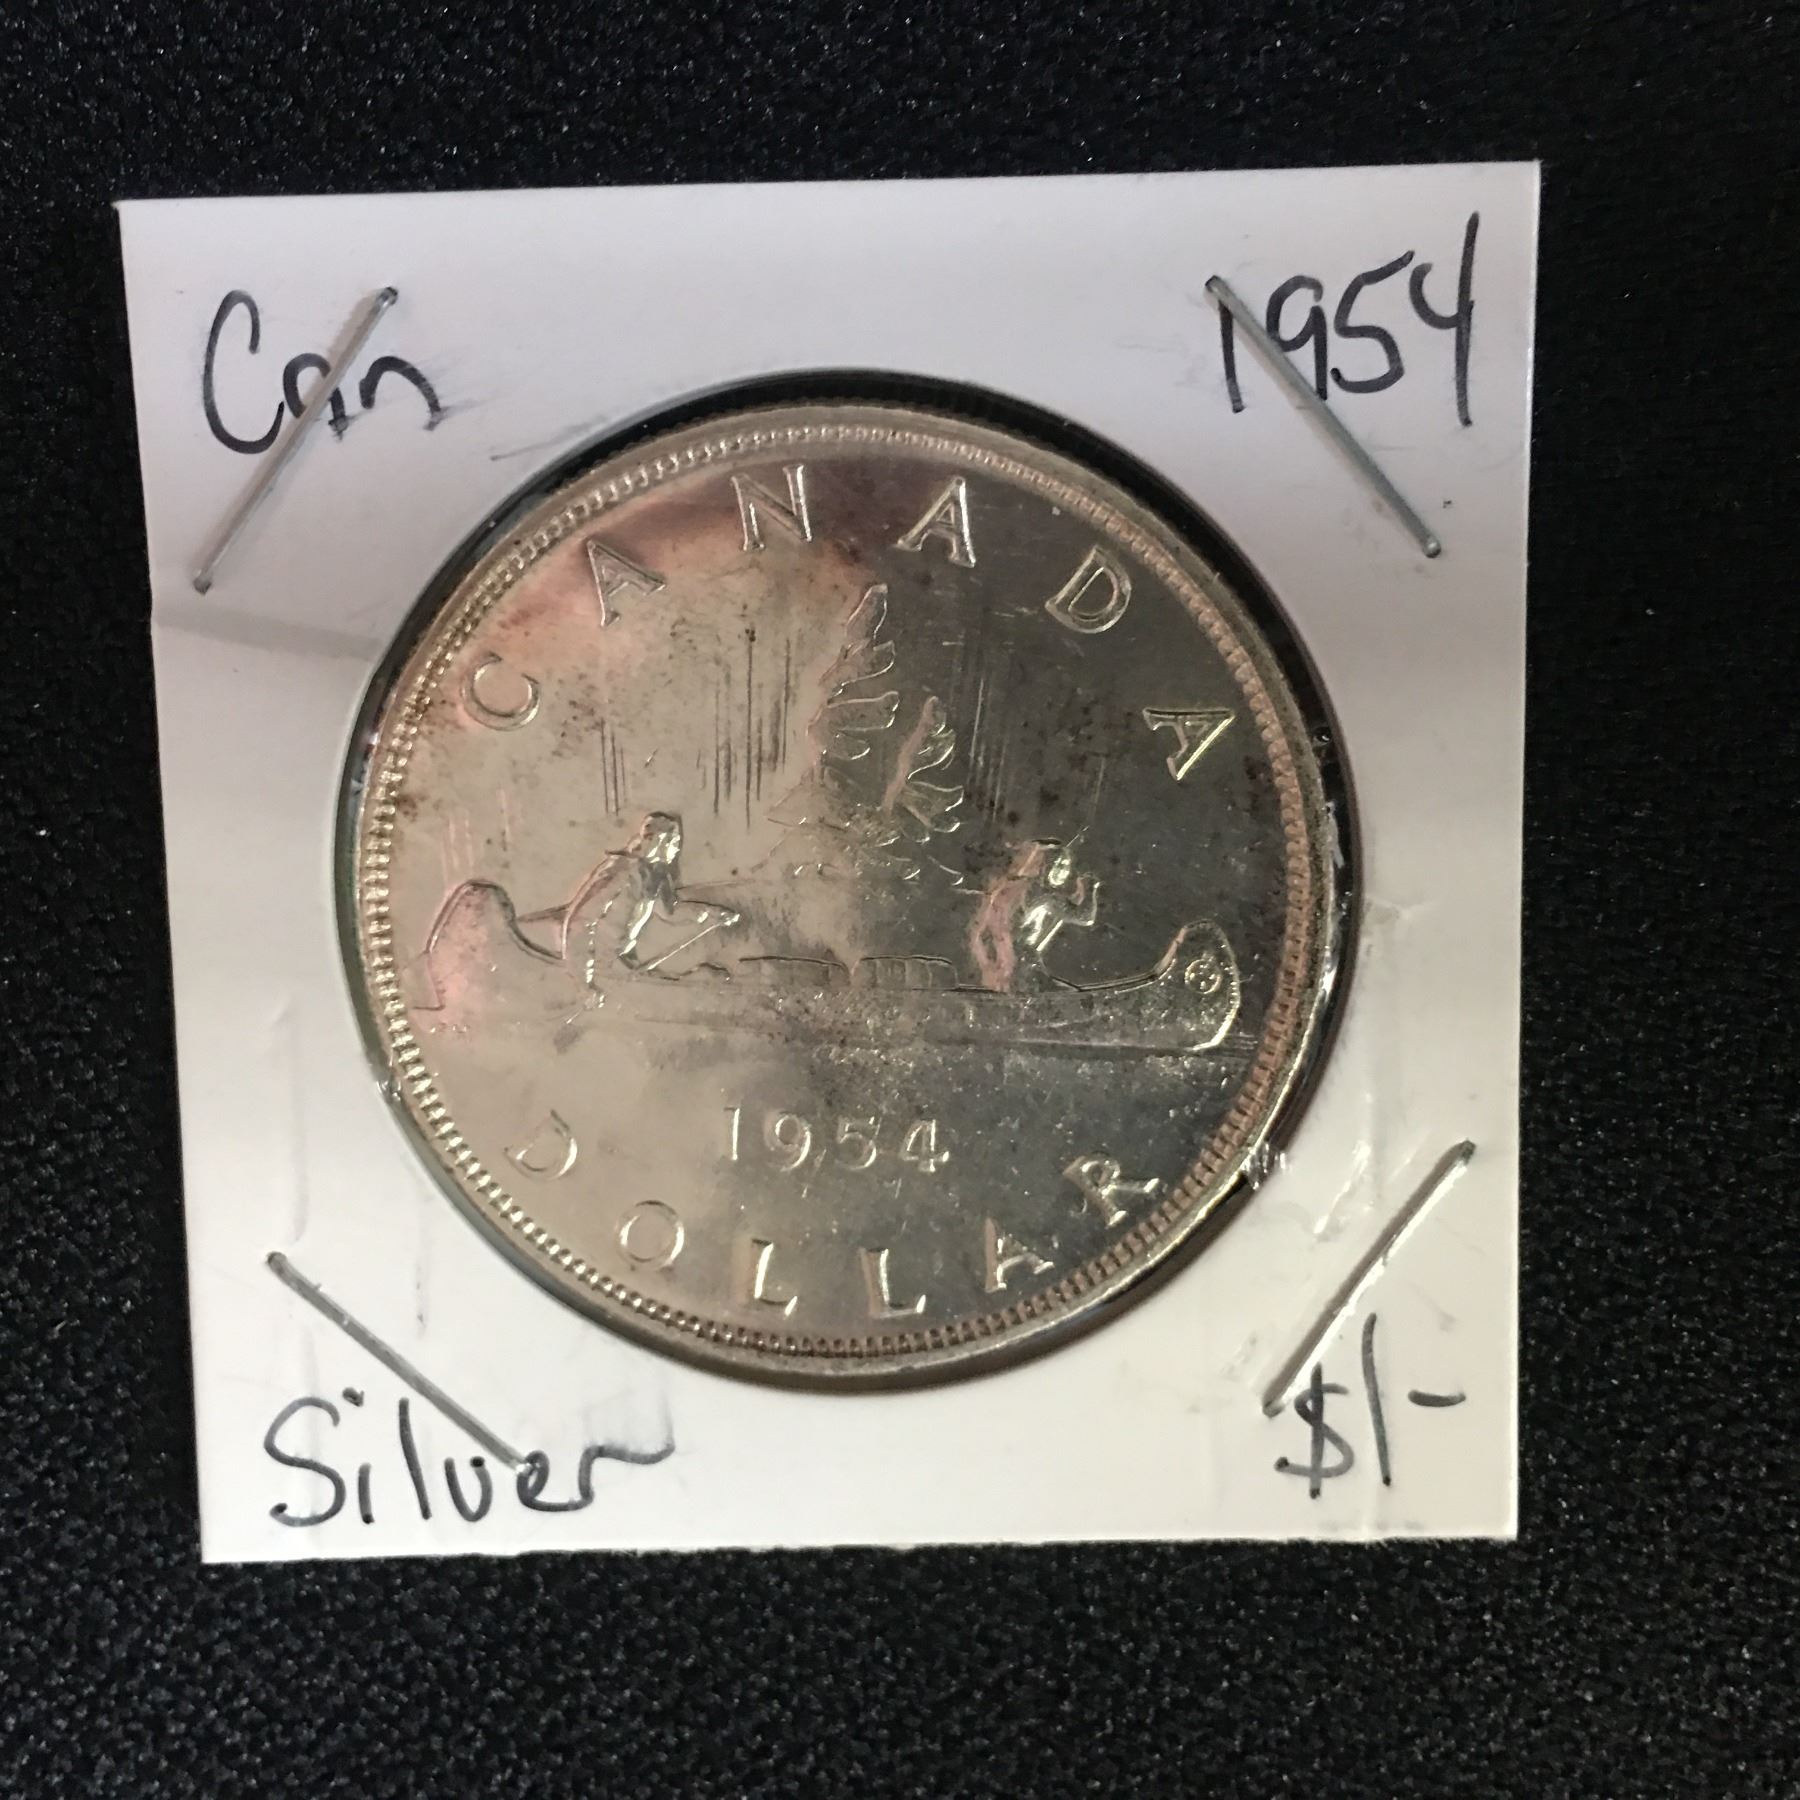 Can 1954
CANADA
1954
DOLLAR
Silver $1-